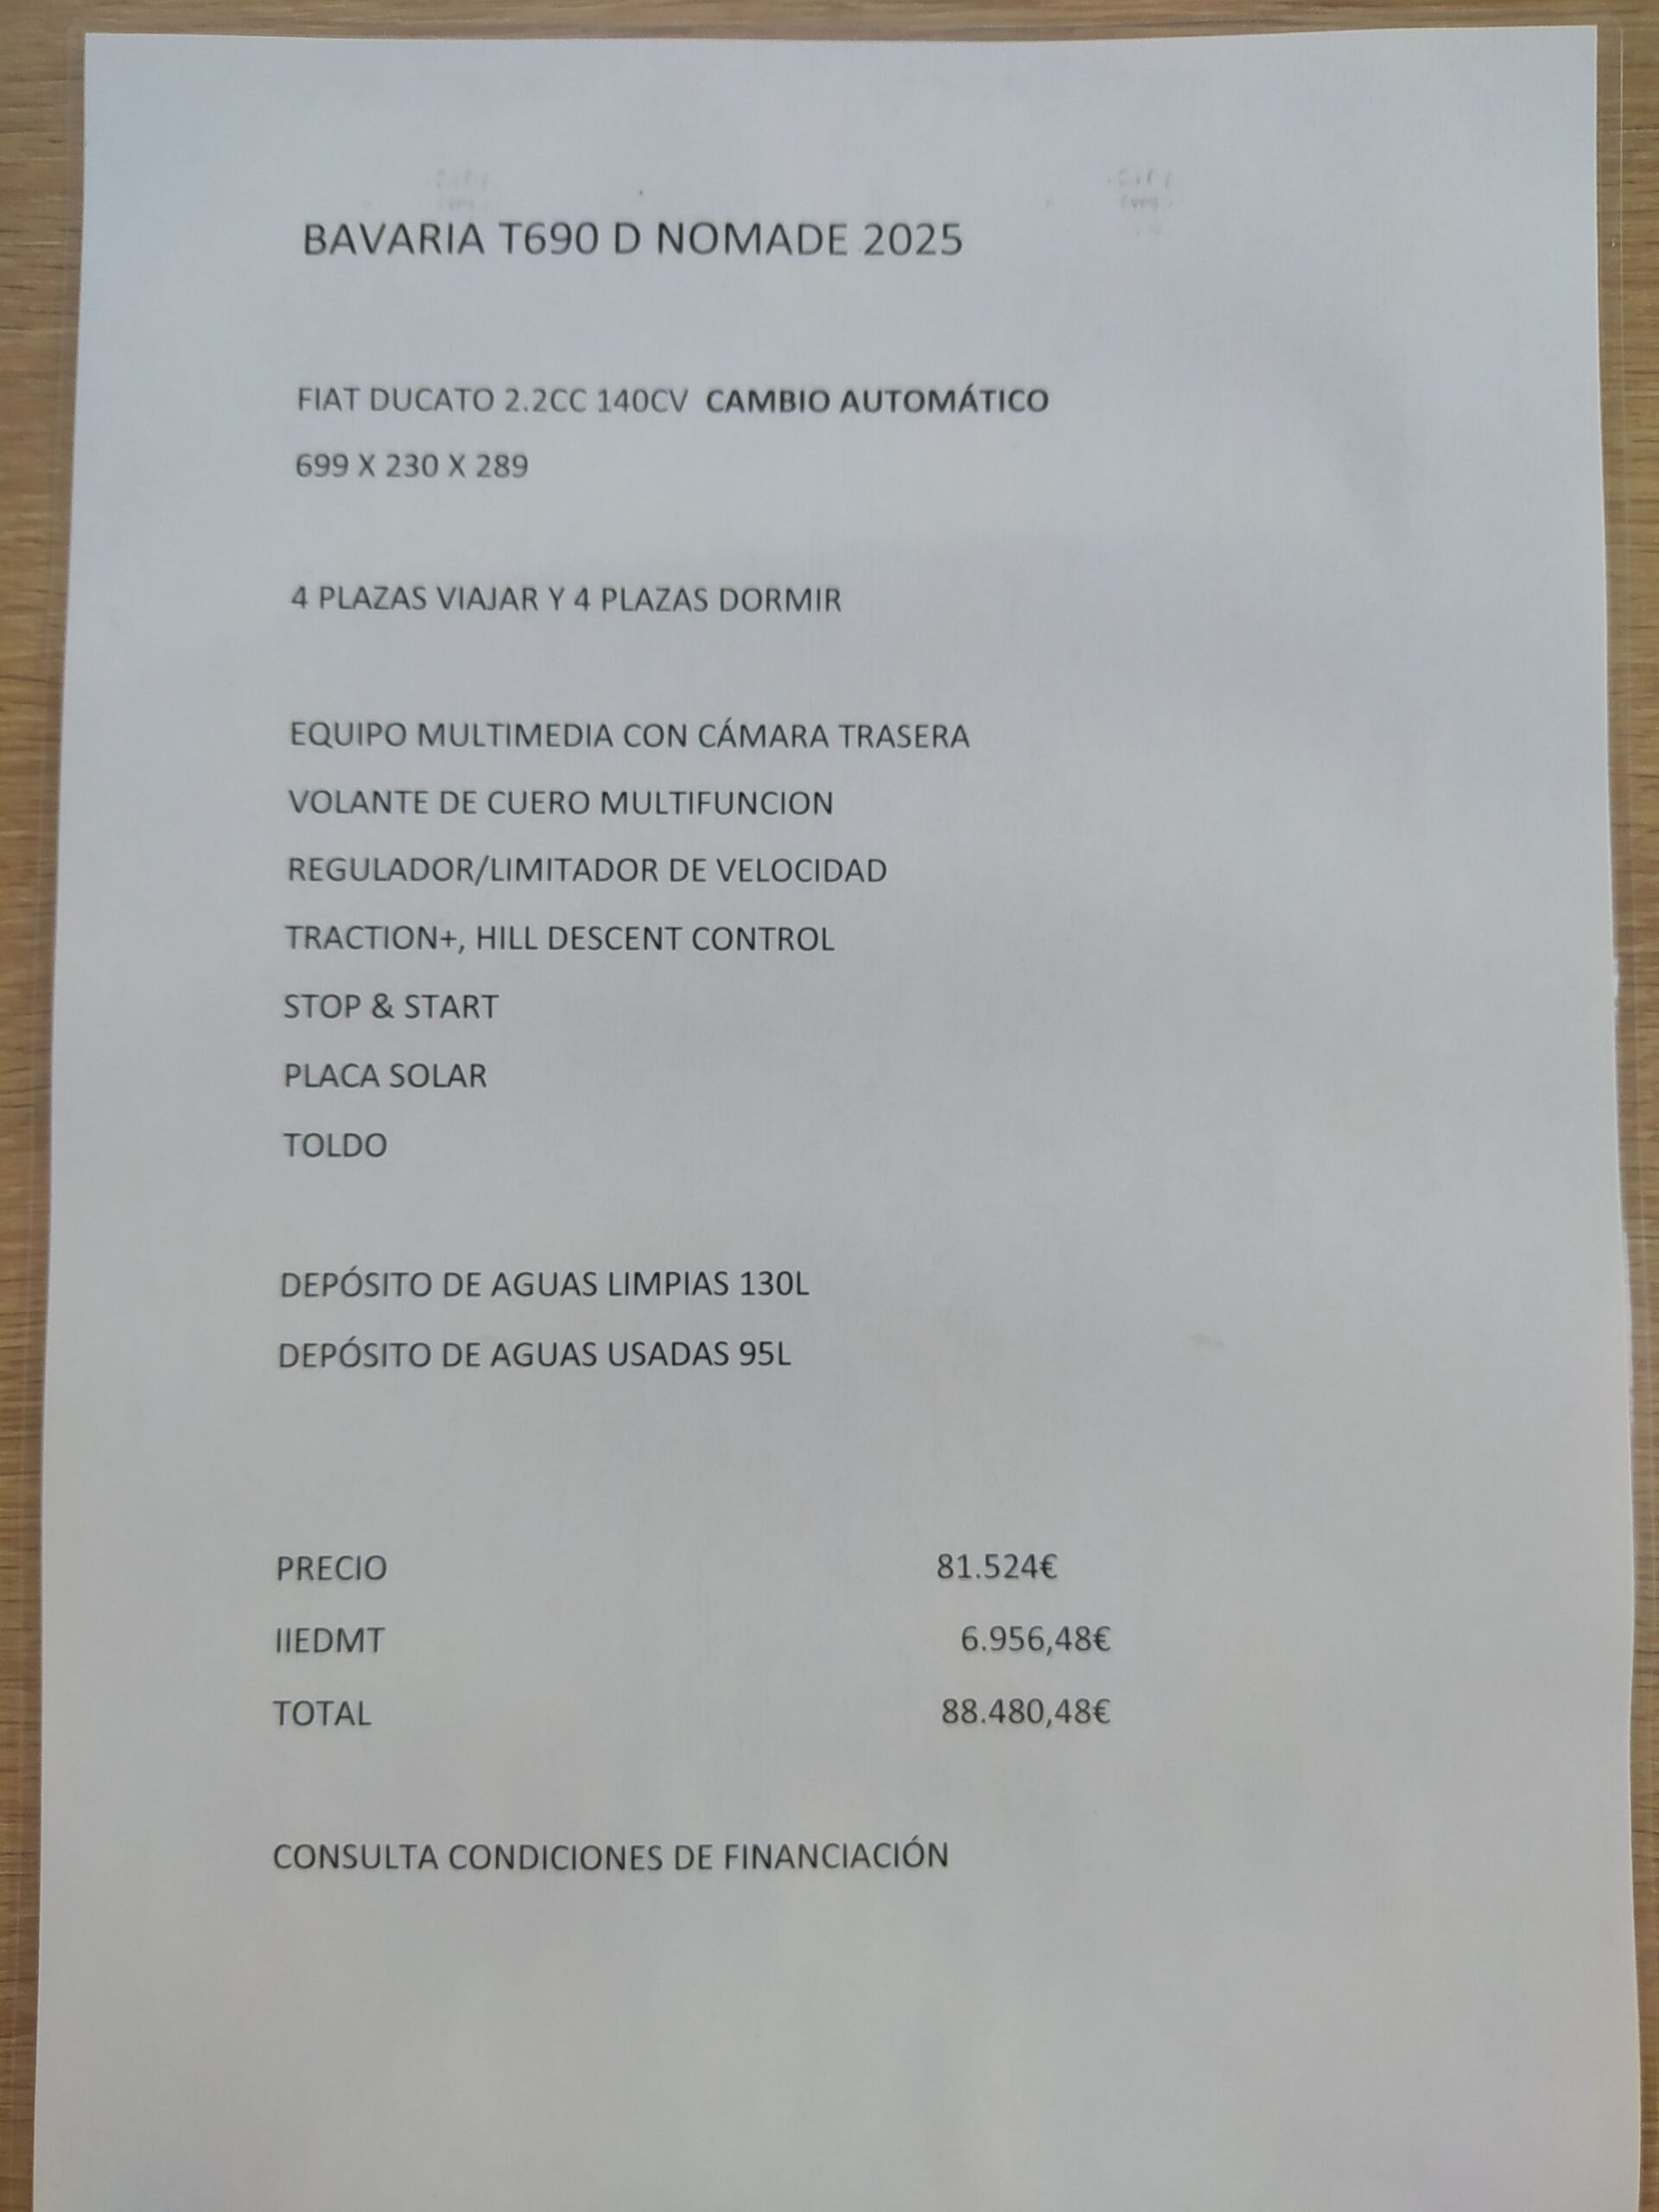 BAVARIA T690 D NOMADE 2025
FIAT DUCATO 2.2CC 140CV CAMBIO AUTOMÁTICO
699 X 230 X 289
4 PLAZAS VIAJAR Y 4 PLAZAS DORMIR
EQUIPO MULTIMEDIA CON CÁMARA TRASERA
VOLANTE DE CUERO MULTIFUNCION
REGULADOR/LIMITADOR DE VELOCIDAD
TRACTION+, HILL DESCENT CONTROL
STOP & START
PLACA SOLAR
TOLDO
DEPÓSITO DE AGUAS LIMPIAS 130L
DEPÓSITO DE AGUAS USADAS 95L
PRECIO 81.524€
IIEDMT 6.956,48€
TOTAL 88.480,48€
CONSULTA CONDICIONES DE FINANCIACIÓN